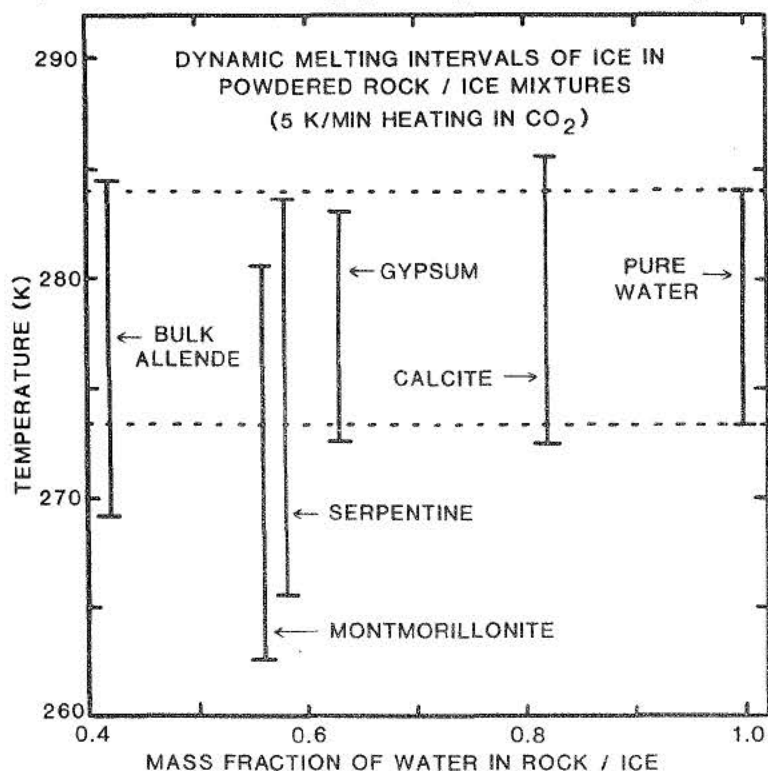 DYNAMIC MELTING INTERVALS OF ICE IN
POWDERED ROCK / ICE MIXTURES
(5 K/MIN HEATING IN CO2)
290
280
270
260
TEMPERATURE (K)
BULK
ALLENDE
GYPSUM
PURE
WATER
CALCITE
SERPENTINE
MONTMORILLONITE
0.4
0.6
0.8
1.0
MASS FRACTION OF WATER IN ROCK / ICE